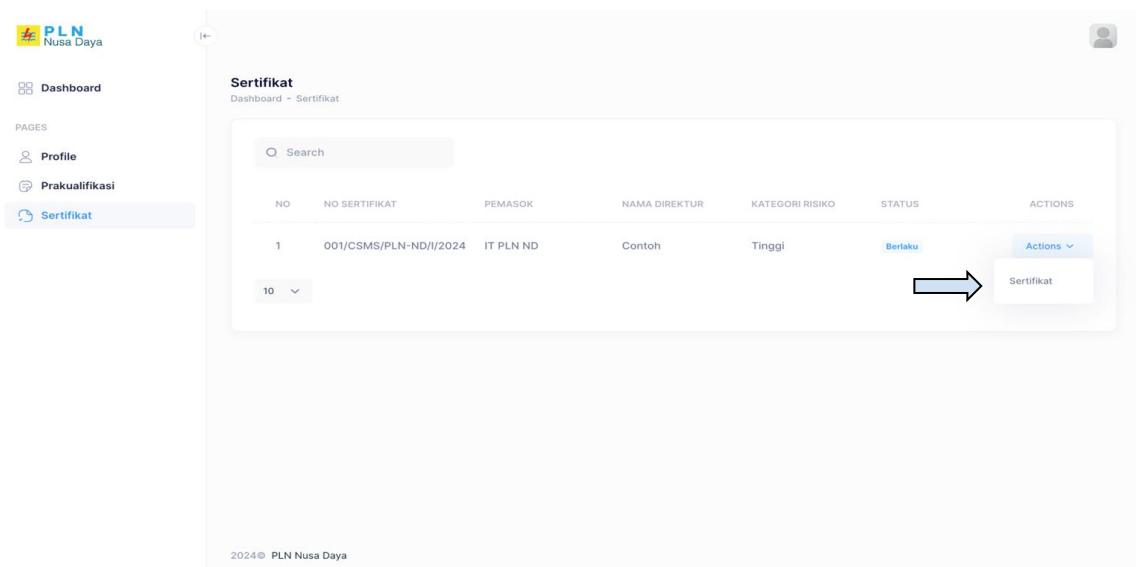 PLN
Nusa Daya
Dashboard
PAGES
Profile
Prakualifikasi
Sertifikat
Sertifikat
Dashboard - Sertifikat
Search
NO NO SERTIFIKAT PEMASOK NAMA DIREKTUR KATEGORI RISIKO STATUS ACTIONS
1 001/CSMS/PLN-ND/I/2024 IT PLN ND Contoh Tinggi Berlaku Actions
Sertifikat
10
2024© PLN Nusa Daya